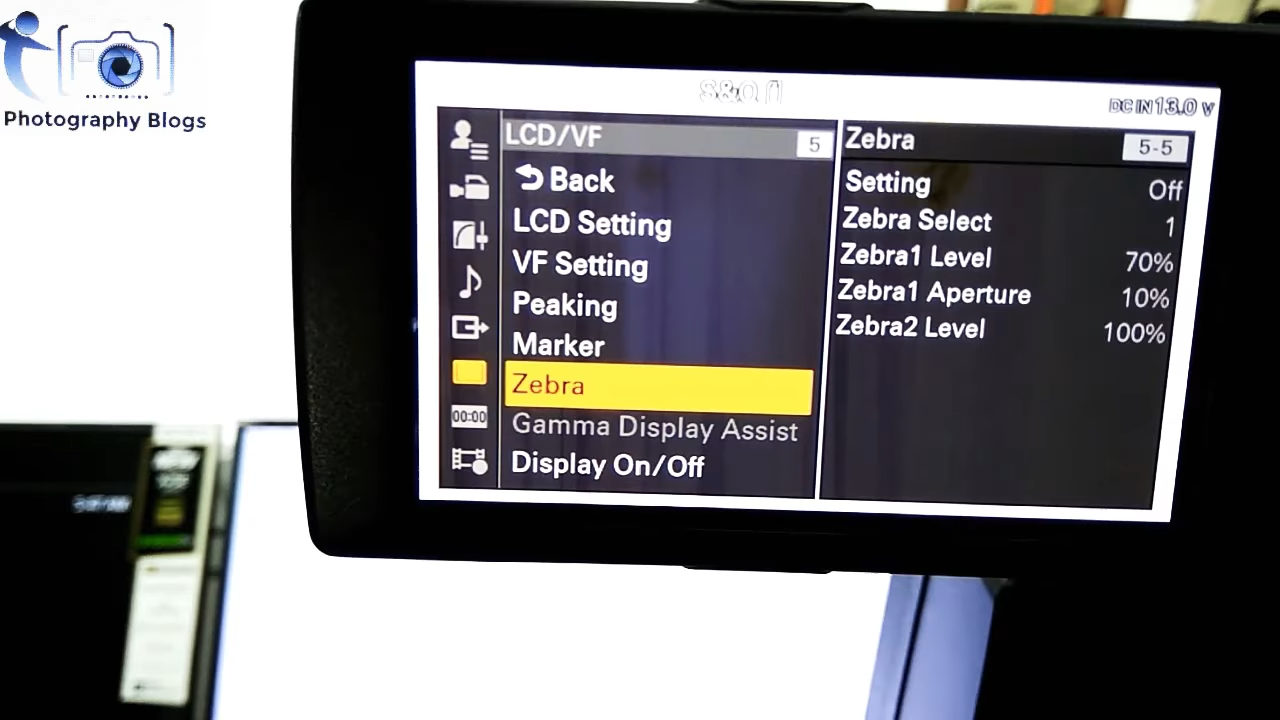 Photography Blogs
S&Q
DC IN 13.0 V
LCD/VF 5
Back
LCD Setting
VF Setting
Peaking
Marker
Zebra
Gamma Display Assist
Display On/Off
00:00
Zebra 5-5
Setting Off
Zebra Select 1
Zebra1 Level 70%
Zebra1 Aperture 10%
Zebra2 Level 100%